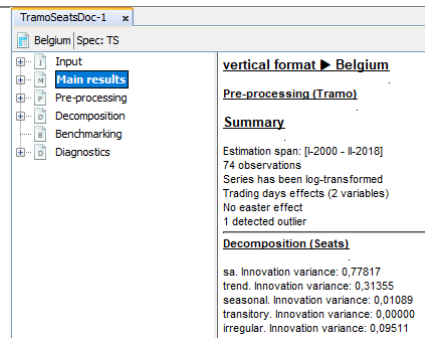 TramoSeatsDoc-1 x
Belgium Spec: TS
Input
Main results
Pre-processing
Decomposition
Benchmarking
Diagnostics
vertical format ▶ Belgium
Pre-processing (Tramo)
Summary
Estimation span: [I-2000 - II-2018]
74 observations
Series has been log-transformed
Trading days effects (2 variables)
No easter effect
1 detected outlier
Decomposition (Seats)
sa. Innovation variance: 0,77817
trend. Innovation variance: 0,31355
seasonal. Innovation variance: 0,01089
transitory. Innovation variance: 0,00000
irregular. Innovation variance: 0,09511